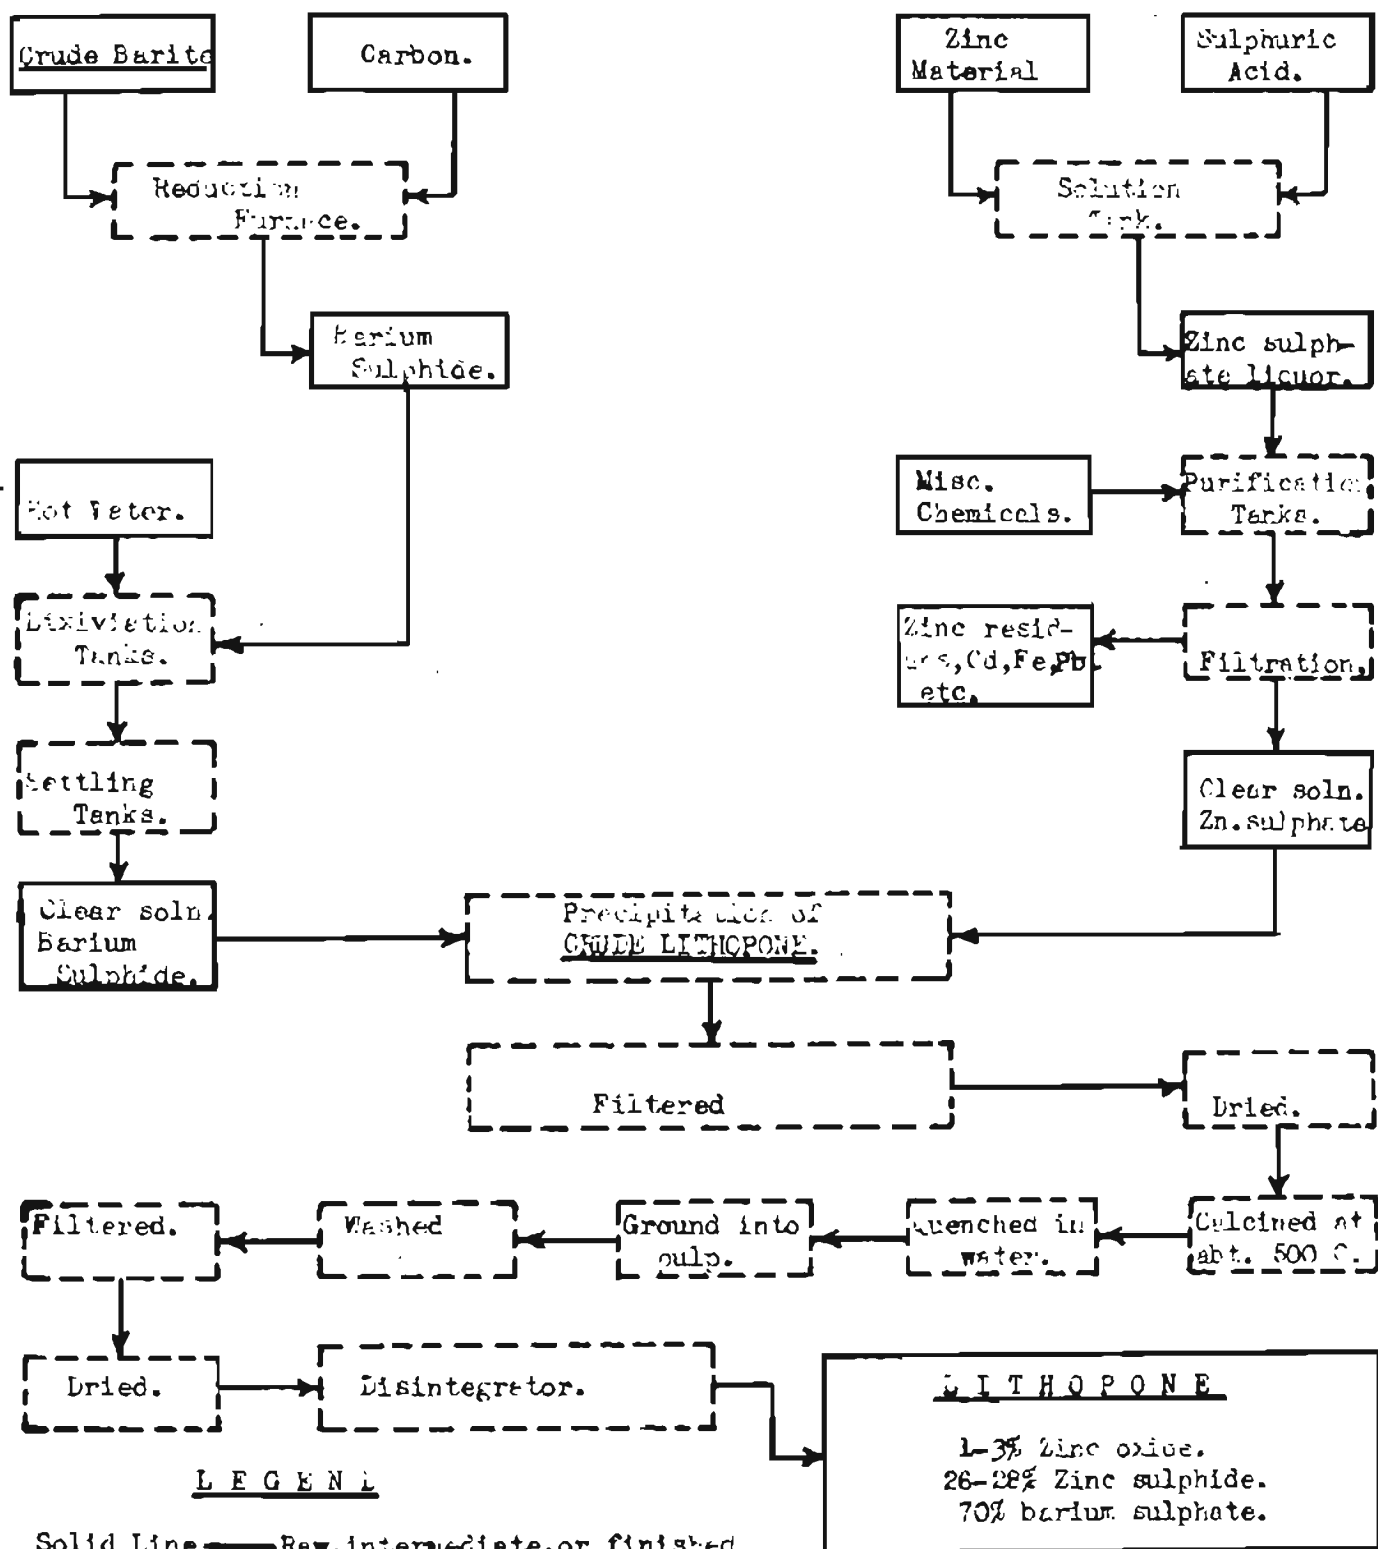 Crude Barite
Carbon.
Zinc
Material
Sulphuric
Acid.
Reduction
Furnace.
Solution
Tank.
Barium
Sulphide.
Zinc sulph-
ate liquor.
Hot Water.
Misc.
Chemicals.
Purification
Tanks.
Lixiviation
Tanks.
Zinc resid-
ues,Cd,Fe,Pb,
etc.
Filtration,
Settling
Tanks.
Clear soln.
Zn.sulphate
Clear soln.
Barium
Sulphide.
Precipitation of
CRUDE LITHOPONE.
Filtered
Dried.
Filtered.
Washed
Ground into
pulp.
Quenched in
water.
Calcined at
abt. 500 C.
Dried.
Disintegrator.
LITHOPONE
1-3% Zinc oxide.
26-28% Zinc sulphide.
70% barium sulphate.
LEGEND
Solid Line Raw,intermediate,or finished